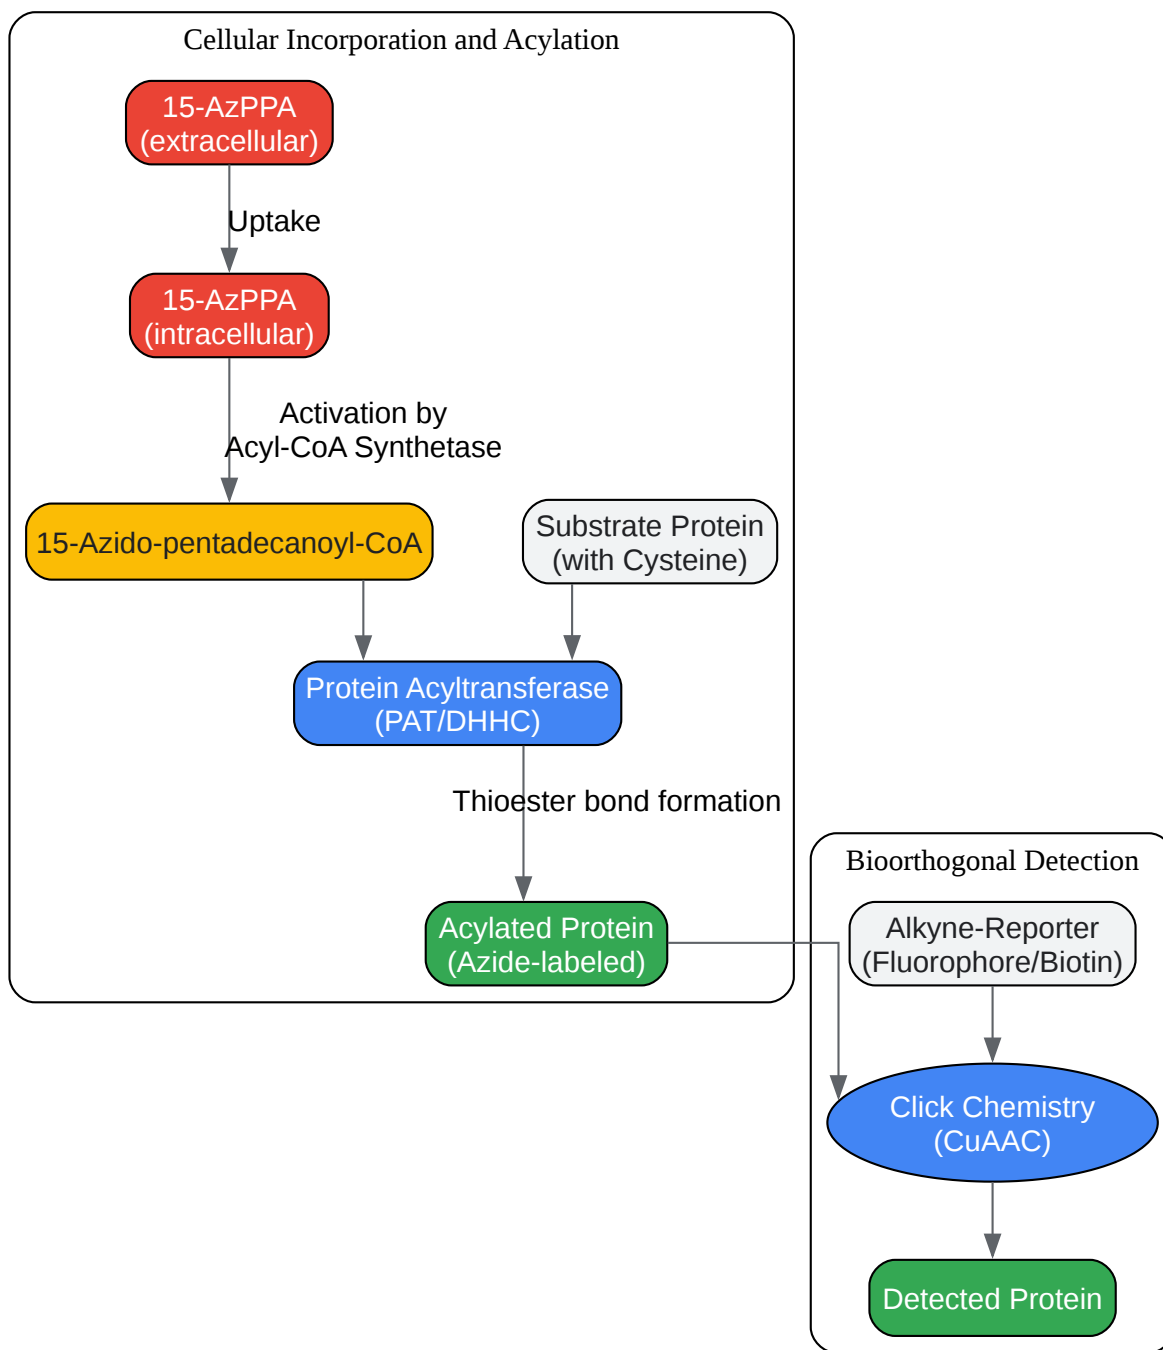 Cellular Incorporation and Acylation
15-AzPPA
(extracellular)
Uptake
15-AzPPA
(intracellular)
Activation by
Acyl-CoA Synthetase
15-Azido-pentadecanoyl-CoA
Substrate Protein
(with Cysteine)
Protein Acyltransferase
(PAT/DHHC)
Thioester bond formation
Acylated Protein
(Azide-labeled)
Bioorthogonal Detection
Alkyne-Reporter
(Fluorophore/Biotin)
Click Chemistry
(CuAAC)
Detected Protein